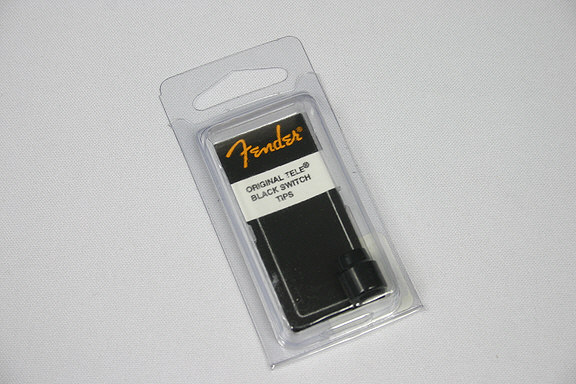 Fender®
ORIGINAL TELE®
BLACK SWITCH
TIPS